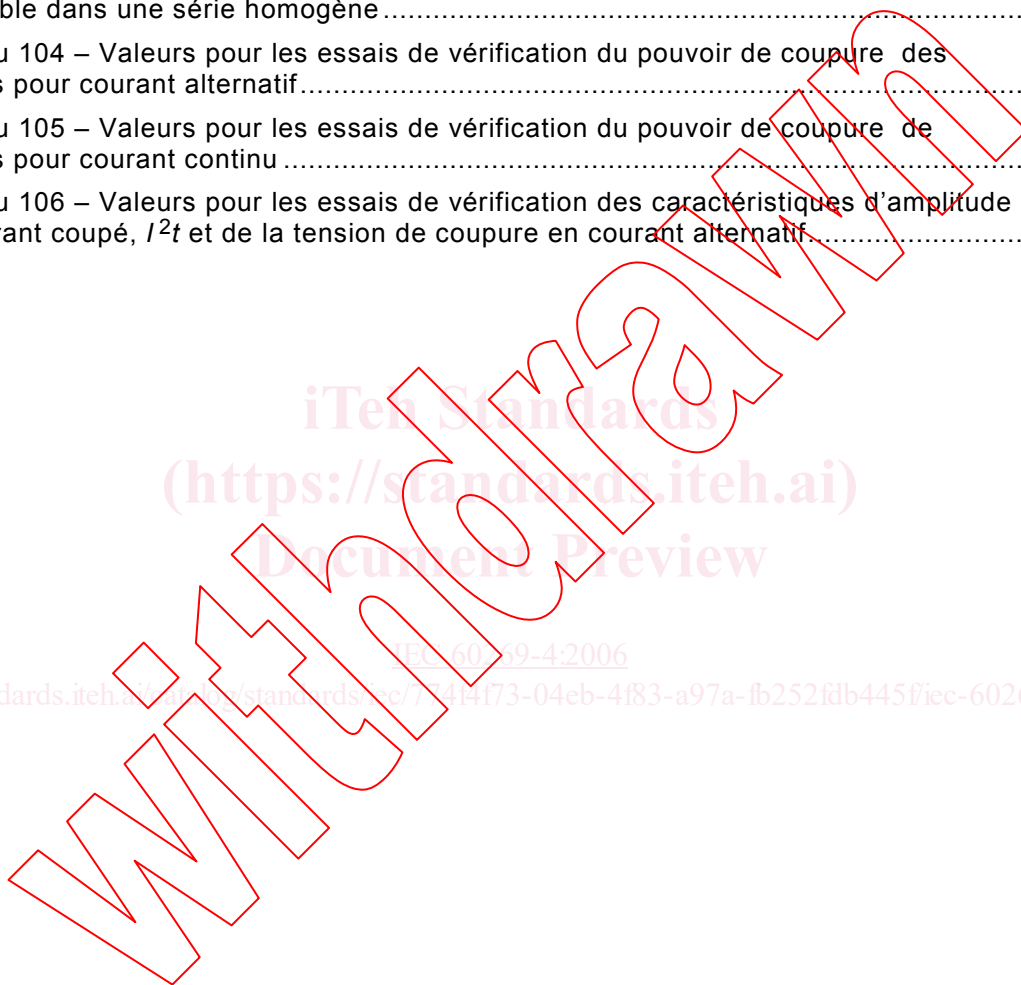 ble dans une série homogène
u 104 – Valeurs pour les essais de vérification du pouvoir de coupure des
s pour courant alternatif
u 105 – Valeurs pour les essais de vérification du pouvoir de coupure de
s pour courant continu
u 106 – Valeurs pour les essais de vérification des caractéristiques d'amplitude
rant coupé, I 2t et de la tension de coupure en courant alternatif
iTeh Standards
(https://standards.iteh.ai)
Document Preview
IEC 60269-4:2006
dards.iteh.ai/catalog/standards/iec/774f4f73-04eb-4f83-a97a-fb252fdb445f/iec-602
withdrawn